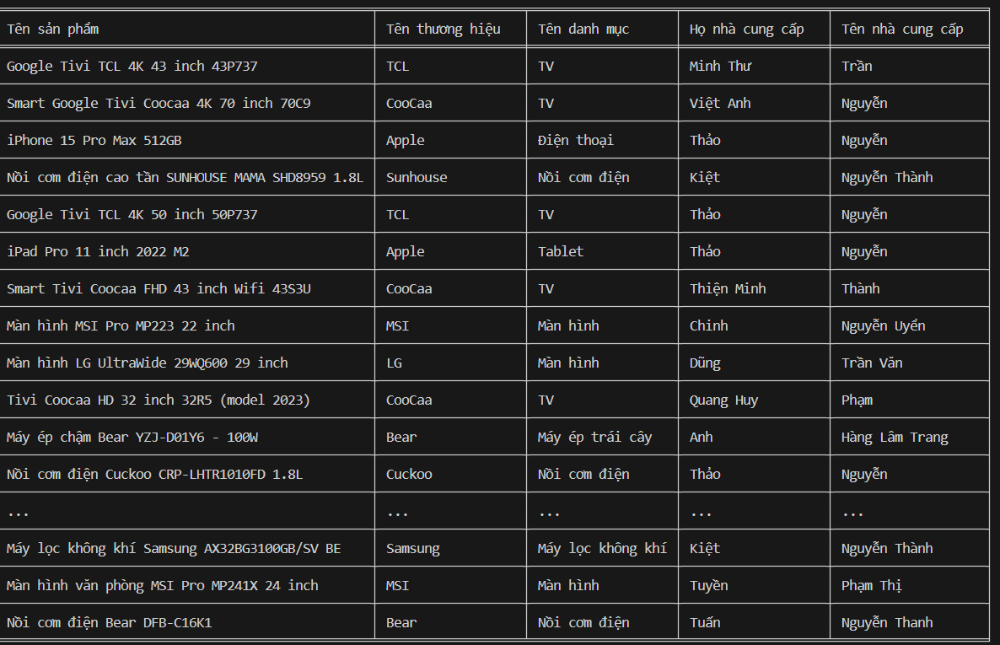 Tên sản phẩm Tên thương hiệu Tên danh mục Họ nhà cung cấp Tên nhà cung cấp
Google Tivi TCL 4K 43 inch 43P737 TCL TV Minh Thư Trần
Smart Google Tivi Coocaa 4K 70 inch 70C9 CooCaa TV Việt Anh Nguyễn
iPhone 15 Pro Max 512GB Apple Điện thoại Thảo Nguyễn
Nồi cơm điện cao tần SUNHOUSE MAMA SHD8959 1.8L Sunhouse Nồi cơm điện Kiệt Nguyễn Thành
Google Tivi TCL 4K 50 inch 50P737 TCL TV Thảo Nguyễn
iPad Pro 11 inch 2022 M2 Apple Tablet Thảo Nguyễn
Smart Tivi Coocaa FHD 43 inch Wifi 43S3U CooCaa TV Thiện Minh Thành
Màn hình MSI Pro MP223 22 inch MSI Màn hình Chinh Nguyễn Uyển
Màn hình LG UltraWide 29WQ600 29 inch LG Màn hình Dũng Trần Văn
Tivi Coocaa HD 32 inch 32R5 (model 2023) CooCaa TV Quang Huy Phạm
Máy ép chậm Bear YZJ-D01Y6 - 100W Bear Máy ép trái cây Anh Hàng Lâm Trang
Nồi cơm điện Cuckoo CRP-LHTR1010FD 1.8L Cuckoo Nồi cơm điện Thảo Nguyễn
... ... ... ... ...
Máy lọc không khí Samsung AX32BG3100GB/SV BE Samsung Máy lọc không khí Kiệt Nguyễn Thành
Màn hình văn phòng MSI Pro MP241X 24 inch MSI Màn hình Tuyền Phạm Thị
Nồi cơm điện Bear DFB-C16K1 Bear Nồi cơm điện Tuấn Nguyễn Thanh